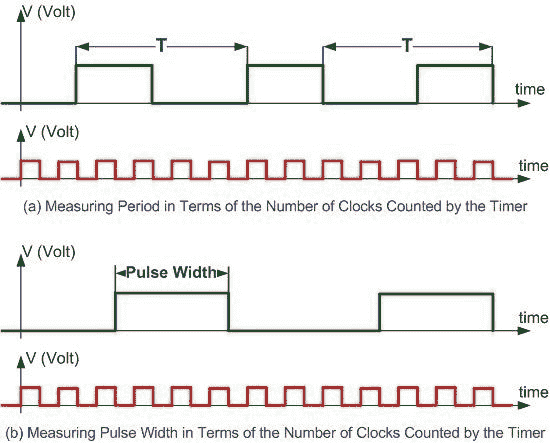 V (Volt)
T
T
time
V (Volt)
time
(a) Measuring Period in Terms of the Number of Clocks Counted by the Timer
V (Volt)
Pulse Width
time
V (Volt)
time
(b) Measuring Pulse Width in Terms of the Number of Clocks Counted by the Timer